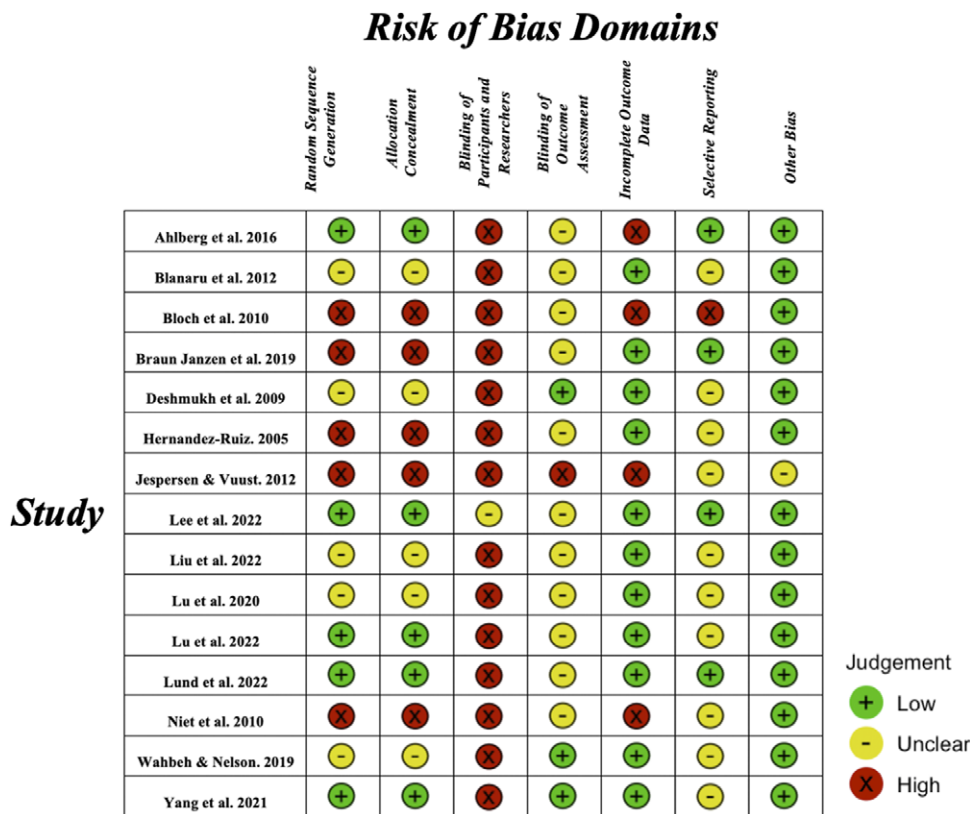 Risk of Bias Domains
Random Sequence
Generation
Allocation
Concealment
Blinding of
Participants and
Researchers
Blinding of
Outcome
Assessment
Incomplete Outcome
Data
Selective Reporting
Other Bias
Study
Ahlberg et al. 2016 + + X - X + +
Blanaru et al. 2012 - - X - + - +
Bloch et al. 2010 X X X - X X +
Braun Janzen et al. 2019 X X X - + + +
Deshmukh et al. 2009 - - X + + - +
Hernandez-Ruiz. 2005 X X X - + - +
Jespersen & Vuust. 2012 X X X X X - -
Lee et al. 2022 + + - - + + +
Liu et al. 2022 - - X - + - +
Lu et al. 2020 - - X - + - +
Lu et al. 2022 + + X - + - +
Lund et al. 2022 + + X - + + +
Niet et al. 2010 X X X - X - +
Wahbeh & Nelson. 2019 - - X + + - +
Yang et al. 2021 + + X + + - +
Judgement
+ Low
- Unclear
X High